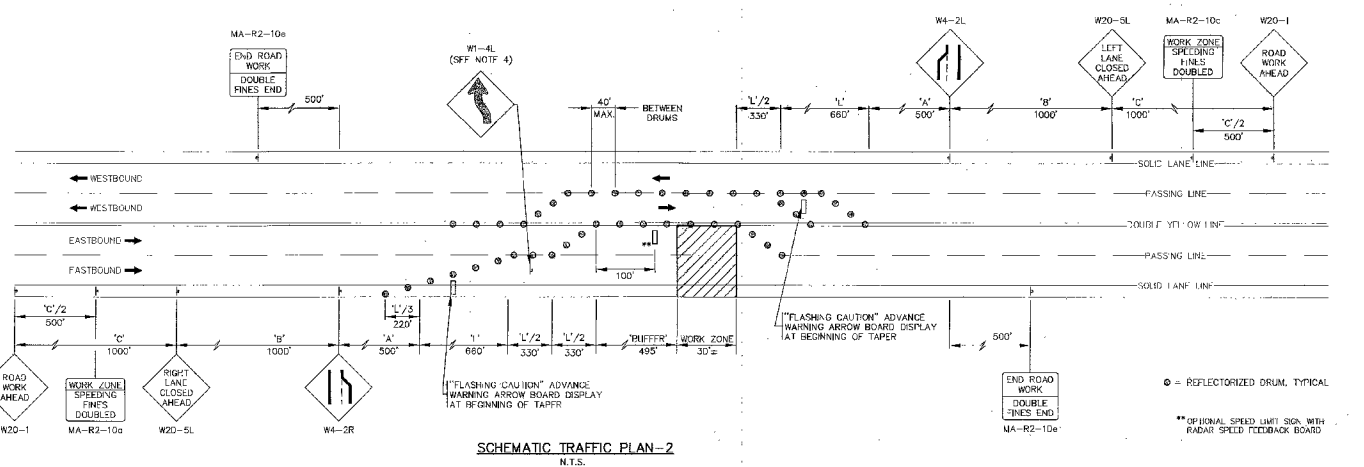 MA-R2-10e
END ROAD
WORK
DOUBLE
FINES END
500'
W1-4L
(SEE NOTE 4)
40'
MAX.
BETWEEN
DRUMS
'L'/2
330'
'L'
660'
'A'
500'
'B'
1000'
'C'
1000'
'C'/2
500'
W4-2L
W20-5L
LEFT
LANE
CLOSED
AHEAD
MA-R2-10c
WORK ZONE
SPEEDING
FINES
DOUBLED
W20-1
ROAD
WORK
AHEAD
SOLID LANE LINE
WESTBOUND
PASSING LINE
WESTBOUND
DOUBLE YELLOW LINE
EASTBOUND
PASSING LINE
EASTBOUND
SOLID LANE LINE
**
100'
'C'/2
500'
'C'
1000'
'B'
1000'
'L'/3
220'
'A'
500'
'L'
660'
'L'/2
330'
'L'/2
330'
'BUFFER'
495'
WORK ZONE
30'±
"FLASHING CAUTION" ADVANCE
WARNING ARROW BOARD DISPLAY
AT BEGINNING OF TAPER
500'
ROAD
WORK
AHEAD
W20-1
WORK ZONE
SPEEDING
FINES
DOUBLED
MA-R2-10a
RIGHT
LANE
CLOSED
AHEAD
W20-5L
W4-2R
"FLASHING CAUTION" ADVANCE
WARNING ARROW BOARD DISPLAY
AT BEGINNING OF TAPER
END ROAD
WORK
DOUBLE
FINES END
MA-R2-10e
= REFLECTORIZED DRUM, TYPICAL
** OPTIONAL SPEED LIMIT SIGN WITH
RADAR SPEED FEEDBACK BOARD
SCHEMATIC TRAFFIC PLAN-2
N.T.S.